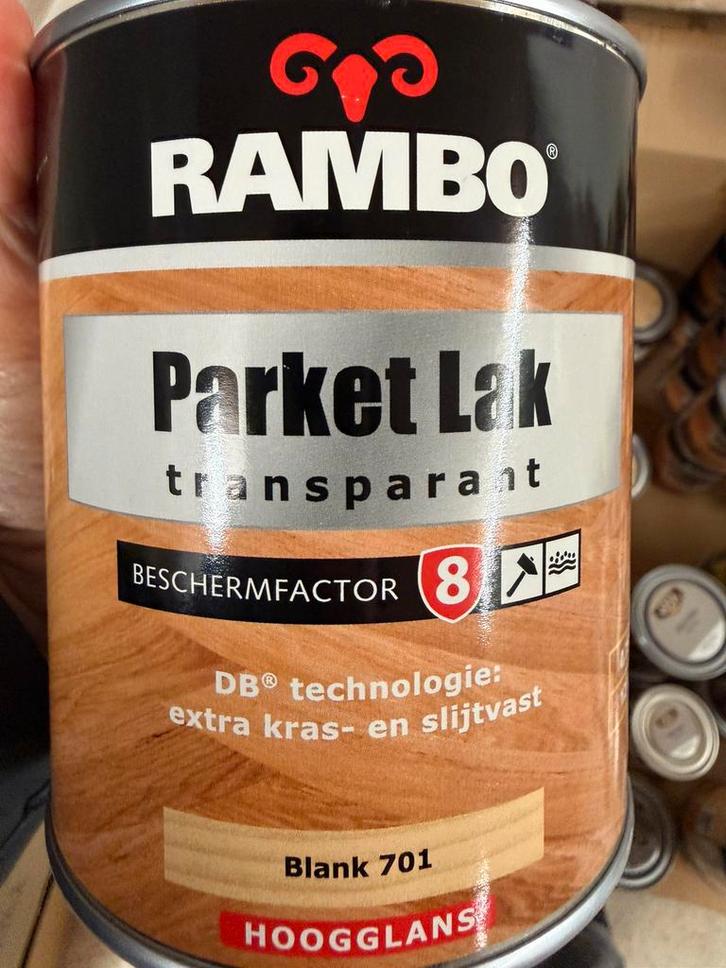 RAMBO®
Parket Lak
transparant
BESCHERMFACTOR 8
DB® technologie:
extra kras- en slijtvast
Blank 701
HOOGGLANS